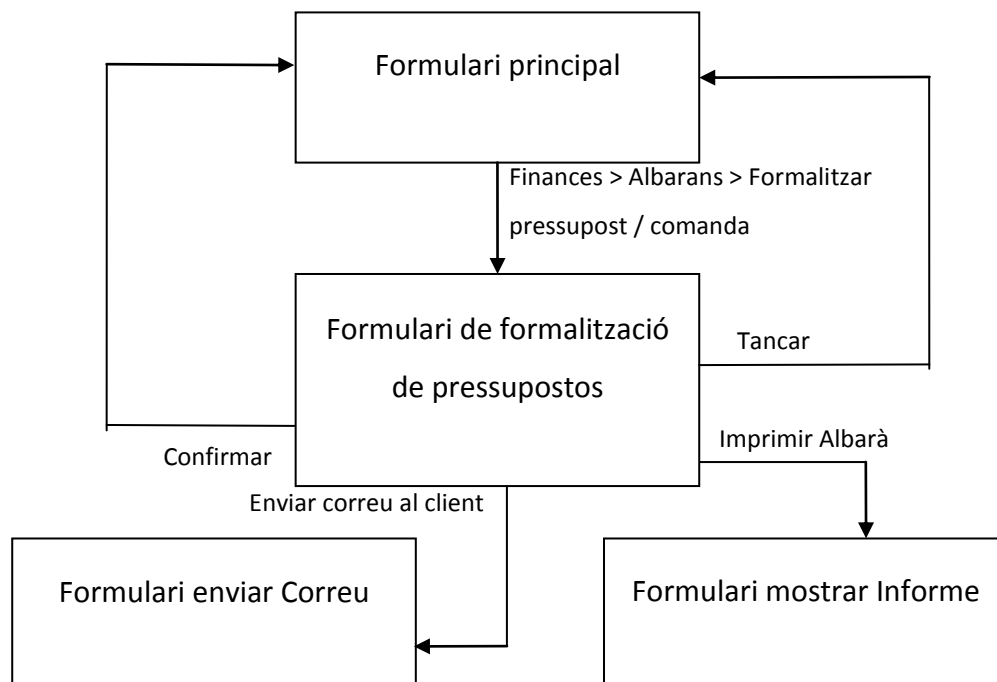 Formulari principal
Finances > Albarans > Formalitzar
pressupost / comanda
Formulari de formalització
de pressupostos
Tancar
Confirmar
Imprimir Albarà
Enviar correu al client
Formulari enviar Correu
Formulari mostrar Informe